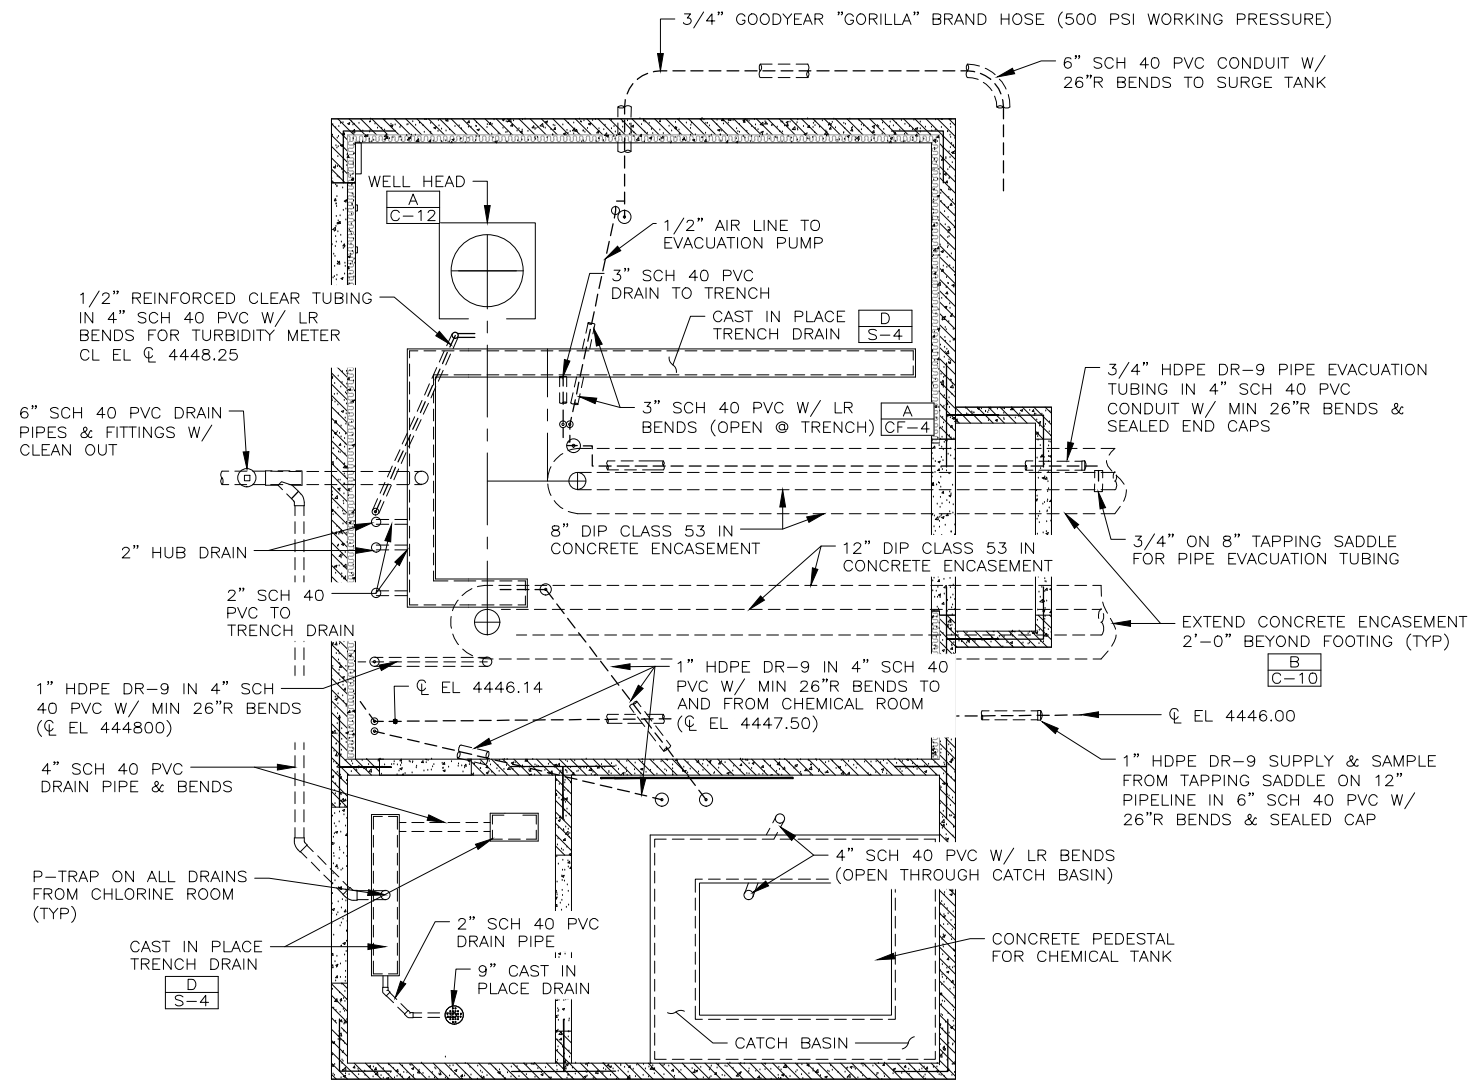 3/4" GOODYEAR "GORILLA" BRAND HOSE (500 PSI WORKING PRESSURE)
6" SCH 40 PVC CONDUIT W/
26"R BENDS TO SURGE TANK
WELL HEAD
A
C-12
1/2" AIR LINE TO
EVACUATION PUMP
3" SCH 40 PVC
DRAIN TO TRENCH
1/2" REINFORCED CLEAR TUBING
IN 4" SCH 40 PVC W/ LR
BENDS FOR TURBIDITY METER
CL EL ℄ 4448.25
CAST IN PLACE
TRENCH DRAIN
D
S-4
3/4" HDPE DR-9 PIPE EVACUATION
TUBING IN 4" SCH 40 PVC
CONDUIT W/ MIN 26"R BENDS &
SEALED END CAPS
6" SCH 40 PVC DRAIN
PIPES & FITTINGS W/
CLEAN OUT
3" SCH 40 PVC W/ LR
BENDS (OPEN @ TRENCH)
A
CF-4
8" DIP CLASS 53 IN
CONCRETE ENCASEMENT
12" DIP CLASS 53 IN
CONCRETE ENCASEMENT
3/4" ON 8" TAPPING SADDLE
FOR PIPE EVACUATION TUBING
2" HUB DRAIN
2" SCH 40
PVC TO
TRENCH DRAIN
EXTEND CONCRETE ENCASEMENT
2'-0" BEYOND FOOTING (TYP)
B
C-10
1" HDPE DR-9 IN 4" SCH
40 PVC W/ MIN 26"R BENDS
(℄ EL 444800)
℄ EL 4446.14
1" HDPE DR-9 IN 4" SCH 40
PVC W/ MIN 26"R BENDS TO
AND FROM CHEMICAL ROOM
(℄ EL 4447.50)
℄ EL 4446.00
4" SCH 40 PVC
DRAIN PIPE & BENDS
1" HDPE DR-9 SUPPLY & SAMPLE
FROM TAPPING SADDLE ON 12"
PIPELINE IN 6" SCH 40 PVC W/
26"R BENDS & SEALED CAP
P-TRAP ON ALL DRAINS
FROM CHLORINE ROOM
(TYP)
4" SCH 40 PVC W/ LR BENDS
(OPEN THROUGH CATCH BASIN)
CAST IN PLACE
TRENCH DRAIN
D
S-4
2" SCH 40 PVC
DRAIN PIPE
9" CAST IN
PLACE DRAIN
CONCRETE PEDESTAL
FOR CHEMICAL TANK
CATCH BASIN